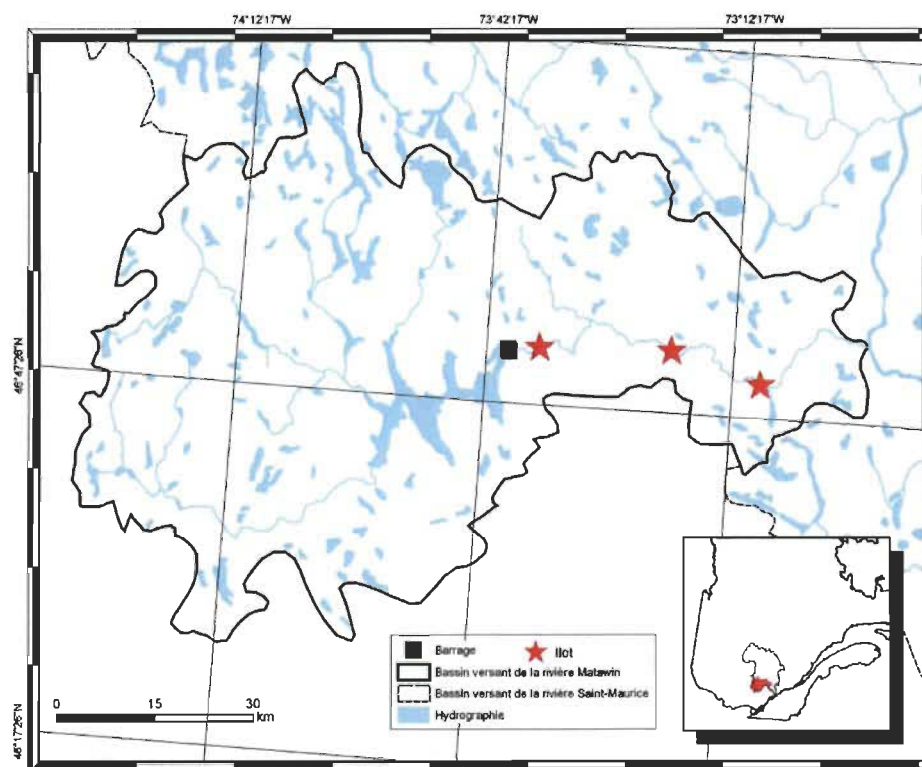 74°12'17"W 73°42'17"W 73°12'17"W
46°47'26"N
46°17'26"N
Barrage Ilot
Bassin versant de la rivière Matawin
Bassin versant de la rivière Saint-Maurice
Hydrographie
0 15 30
km